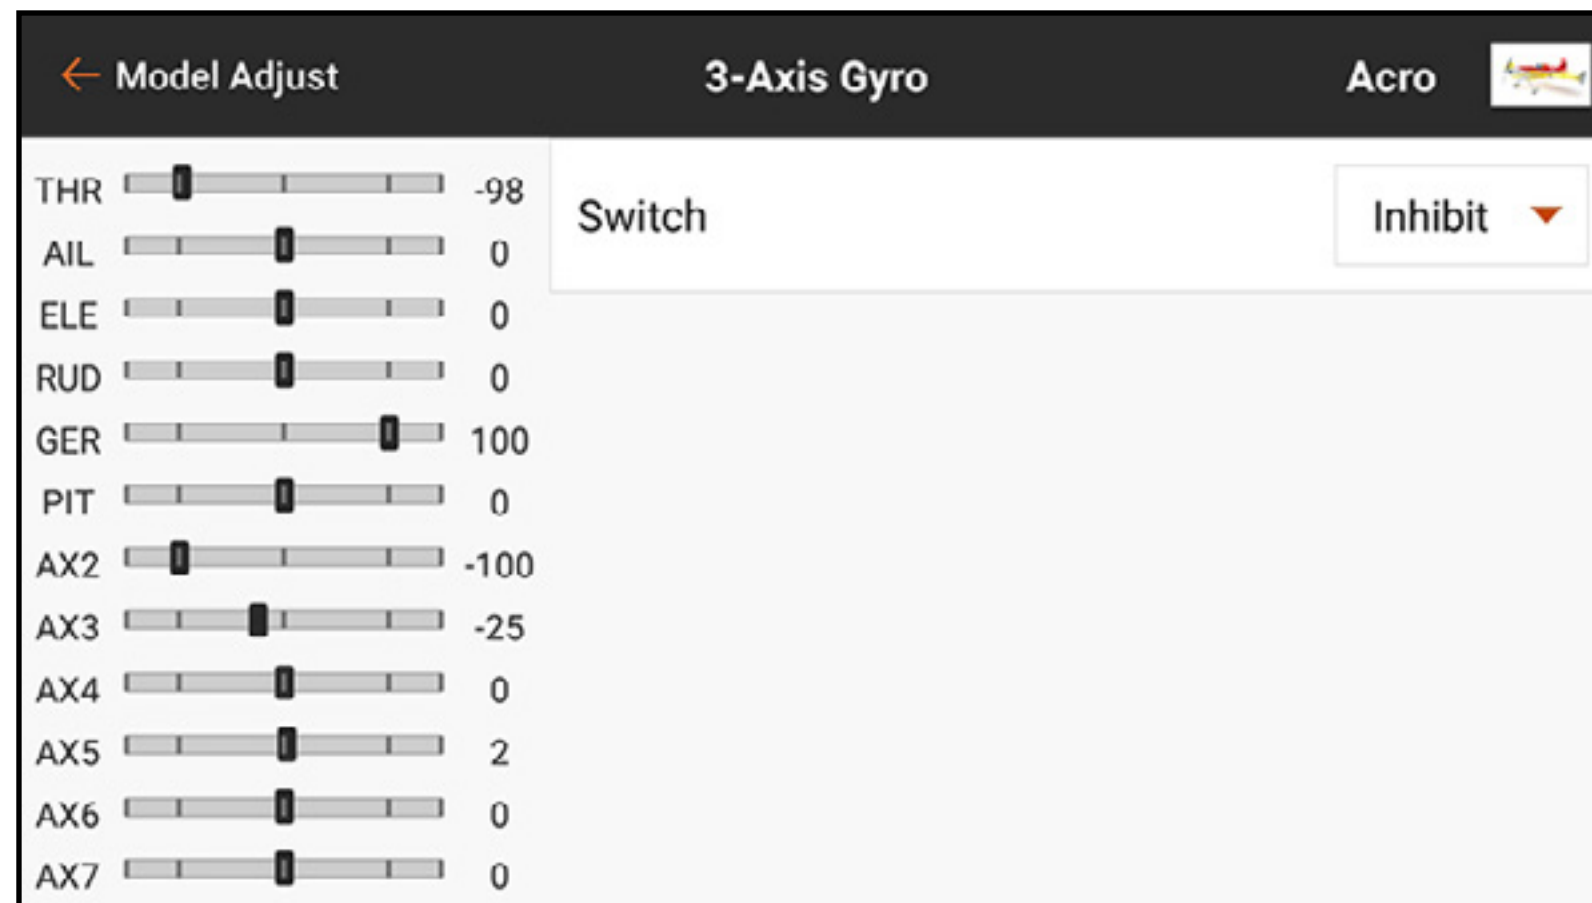 Model Adjust 3-Axis Gyro Acro
Switch Inhibit
THR -98
AIL 0
ELE 0
RUD 0
GER 100
PIT 0
AX2 -100
AX3 -25
AX4 0
AX5 2
AX6 0
AX7 0